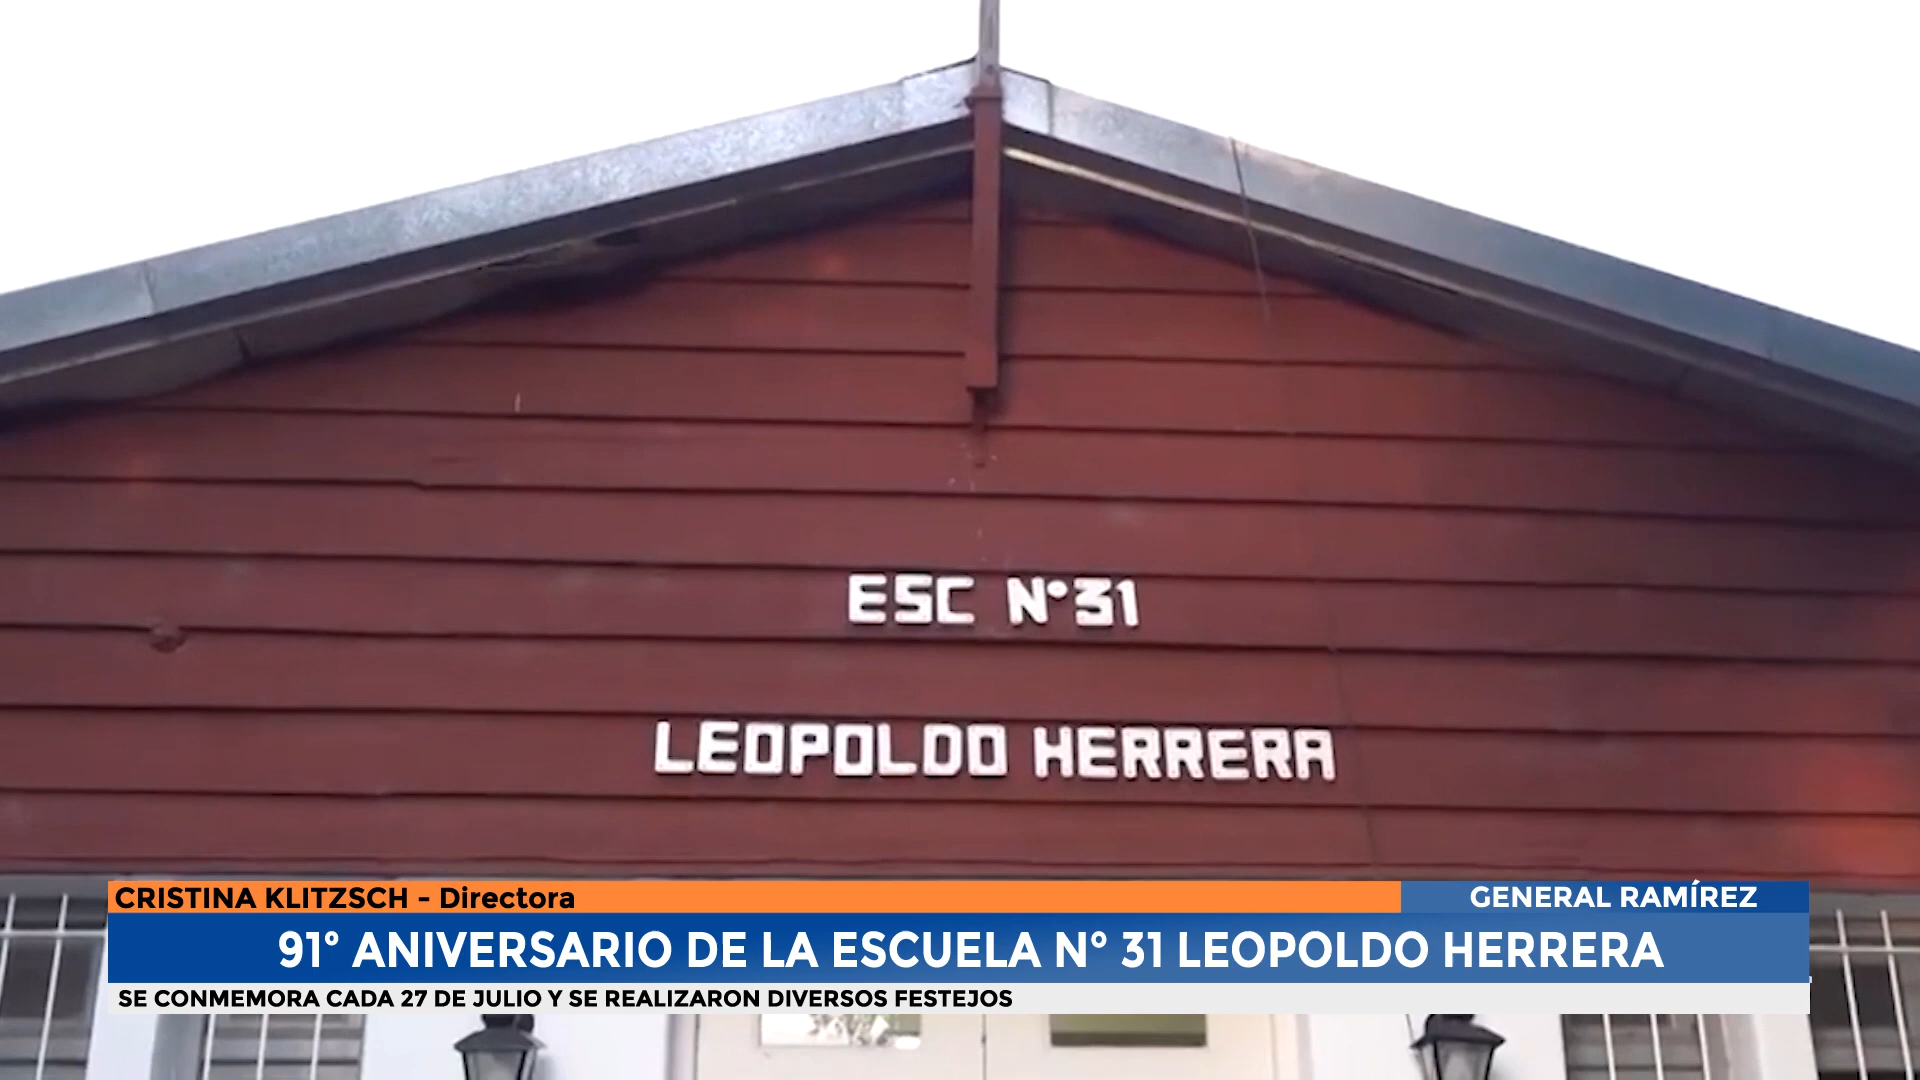 ESC N°31
LEOPOLDO HERRERA
CRISTINA KLITZSCH - Directora
GENERAL RAMÍREZ
91° ANIVERSARIO DE LA ESCUELA N° 31 LEOPOLDO HERRERA
SE CONMEMORA CADA 27 DE JULIO Y SE REALIZARON DIVERSOS FESTEJOS